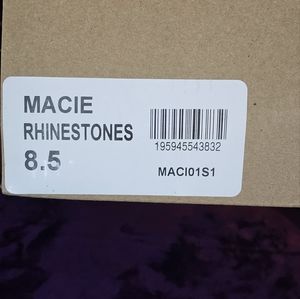 MACIE
RHINESTONES
8.5
195945543832
MACI01S1